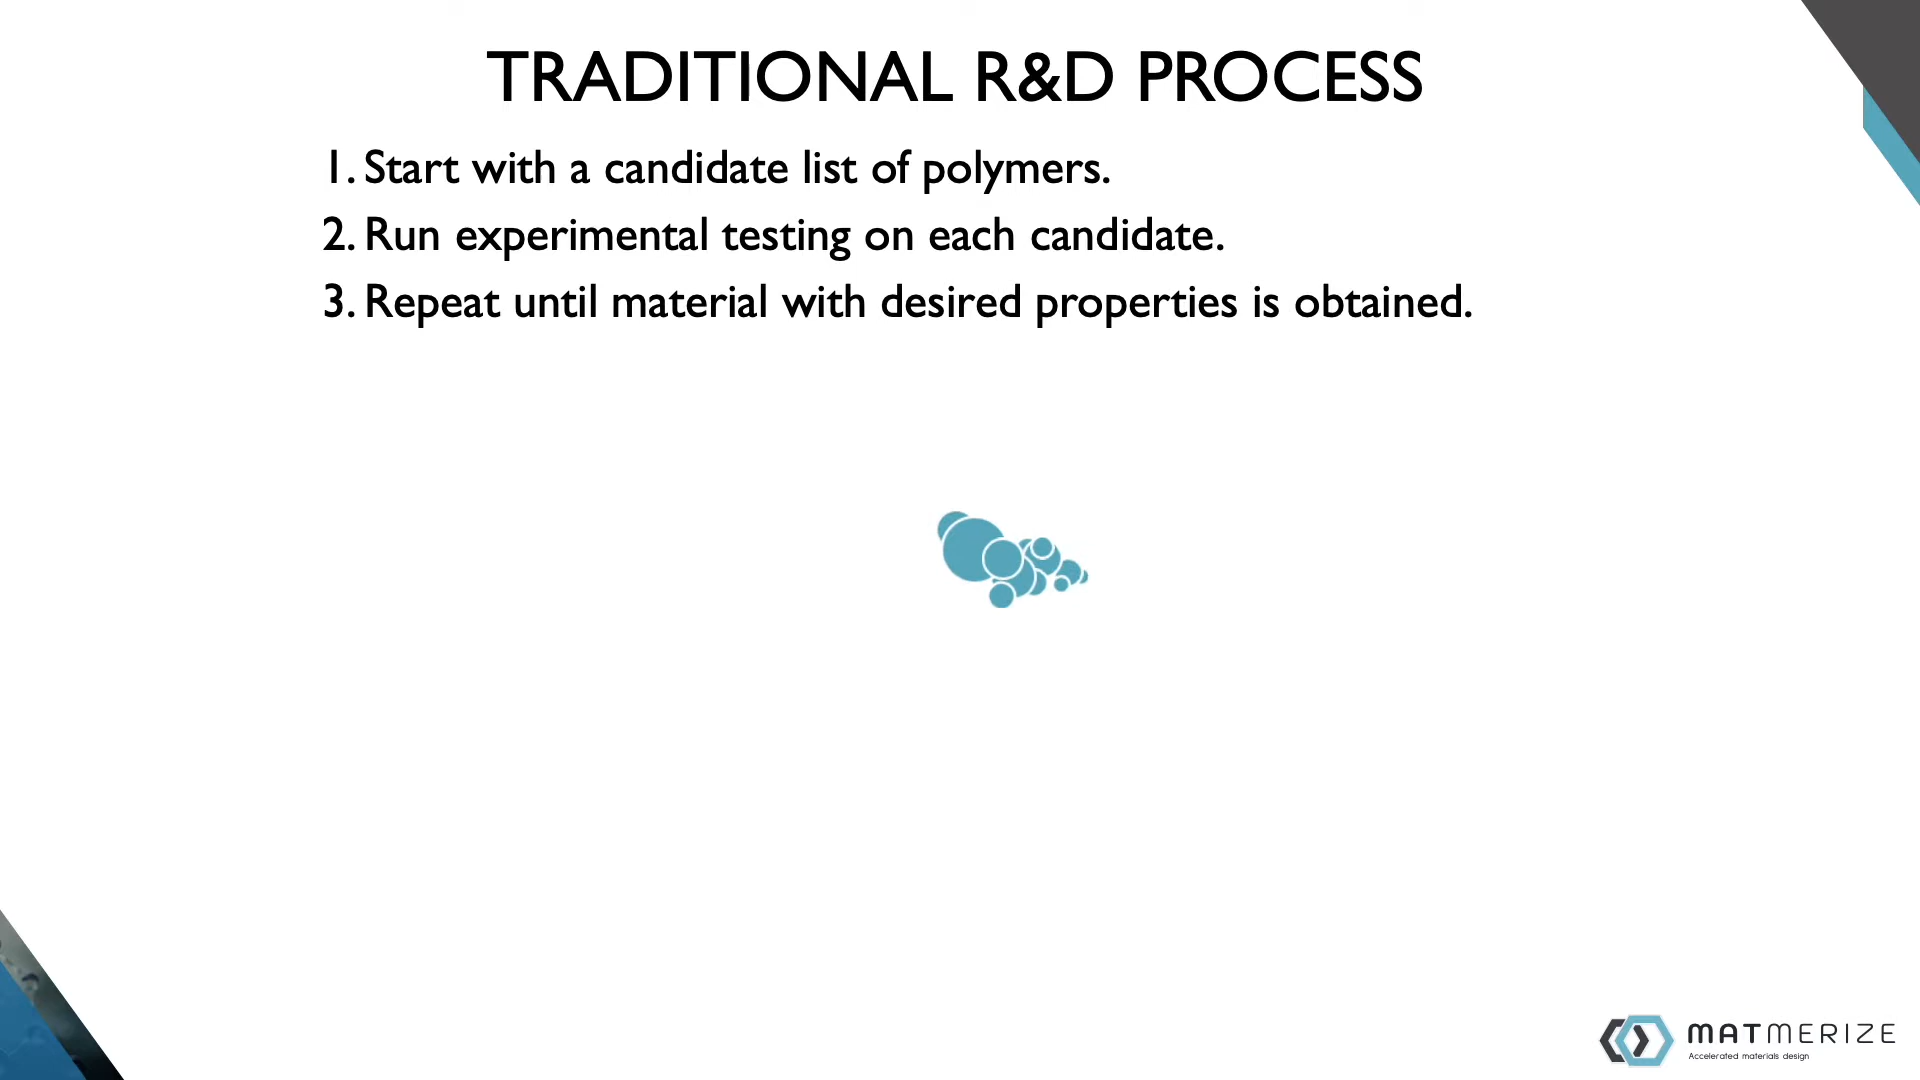 TRADITIONAL R&D PROCESS
1. Start with a candidate list of polymers.
2. Run experimental testing on each candidate.
3. Repeat until material with desired properties is obtained.
MATMERIZE
Accelerated materials design